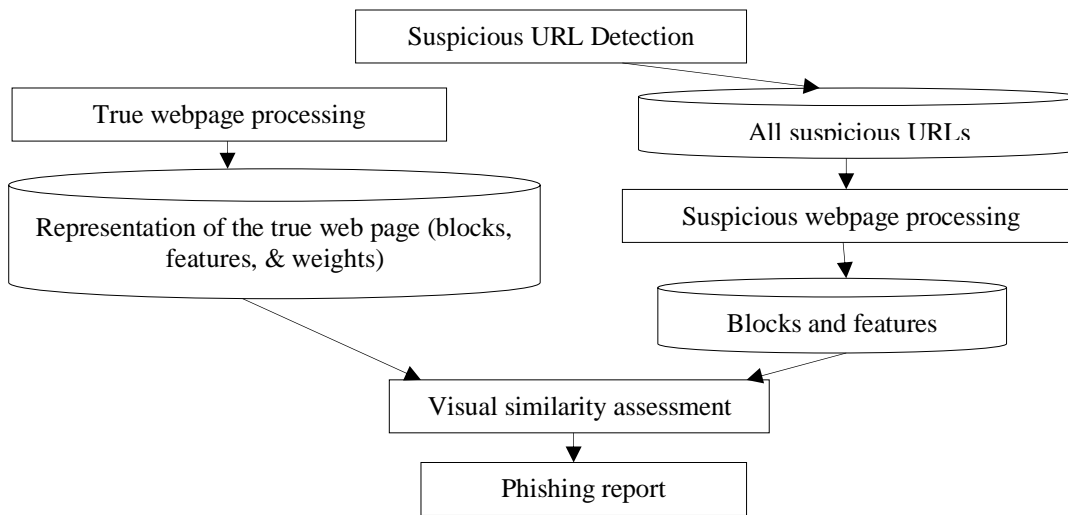 Suspicious URL Detection
True webpage processing
All suspicious URLs
Representation of the true web page (blocks,
features, & weights)
Suspicious webpage processing
Blocks and features
Visual similarity assessment
Phishing report